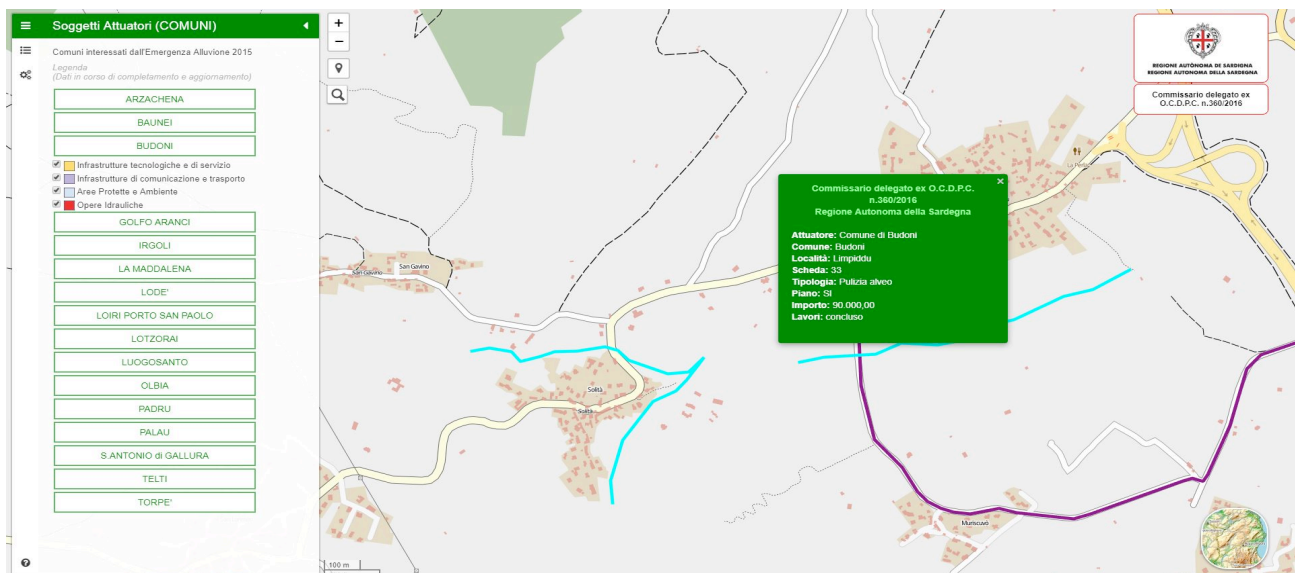 Soggetti Attuatori (COMUNI)
Comuni interessati dall'Emergenza Alluvione 2015
Legenda
(Dati in corso di completamento e aggiornamento)
ARZACHENA
BAUNEI
BUDONI
Infrastrutture tecnologiche e di servizio
Infrastrutture di comunicazione e trasporto
Aree Protette e Ambiente
Opere Idrauliche
GOLFO ARANCI
IRGOLI
LA MADDALENA
LODE'
LOIRI PORTO SAN PAOLO
LOTZORAI
LUOGOSANTO
OLBIA
PADRU
PALAU
S.ANTONIO di GALLURA
TELTI
TORPE'
+
−
REGIONE AUTÒNOMA DE SARDIGNA
REGIONE AUTONOMA DELLA SARDEGNA
Commissario delegato ex
O.C.D.P.C. n.360/2016
Commissario delegato ex O.C.D.P.C.
n.360/2016
Regione Autonoma della Sardegna
Attuatore: Comune di Budoni
Comune: Budoni
Località: Limpiddu
Scheda: 33
Tipologia: Pulizia alveo
Piano: SI
Importo: 90.000,00
Lavori: concluso
San Gavino
San Gavino
Solità
Solità
Muriscuvò
100 m